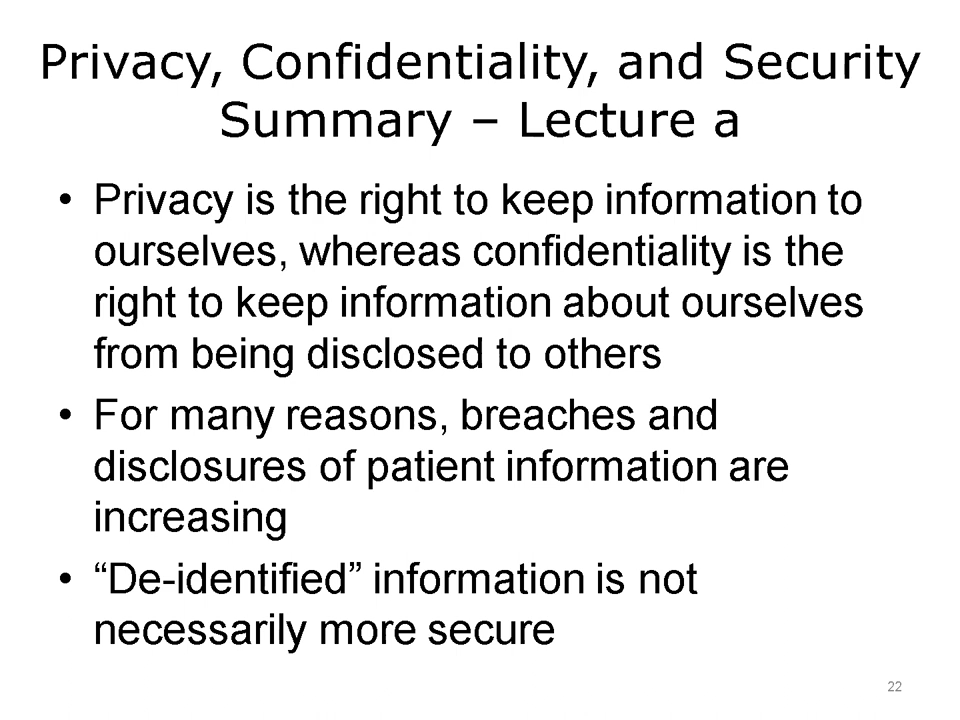 Privacy, Confidentiality, and Security
Summary – Lecture a
• Privacy is the right to keep information to
ourselves, whereas confidentiality is the
right to keep information about ourselves
from being disclosed to others
• For many reasons, breaches and
disclosures of patient information are
increasing
• “De-identified” information is not
necessarily more secure
22